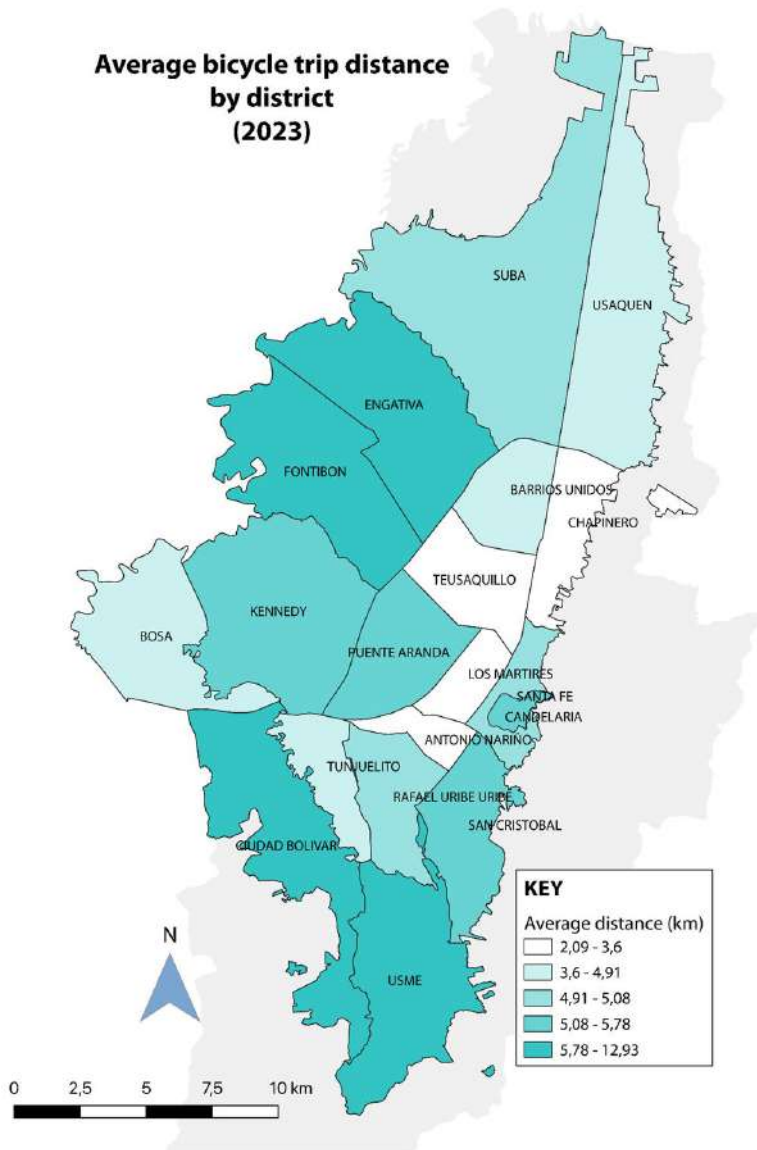 Average bicycle trip distance
by district
(2023)
SUBA
USAQUEN
ENGATIVA
FONTIBON
BARRIOS UNIDOS
CHAPINERO
TEUSAQUILLO
KENNEDY
BOSA
PUENTE ARANDA
LOS MARTIRES
SANTA FE
CANDELARIA
ANTONIO NARIÑO
TUNJUELITO
RAFAEL URIBE URIBE
SAN CRISTOBAL
CIUDAD BOLIVAR
USME
KEY
Average distance (km)
2,09 - 3,6
3,6 - 4,91
4,91 - 5,08
5,08 - 5,78
5,78 - 12,93
N
0 2,5 5 7,5 10 km